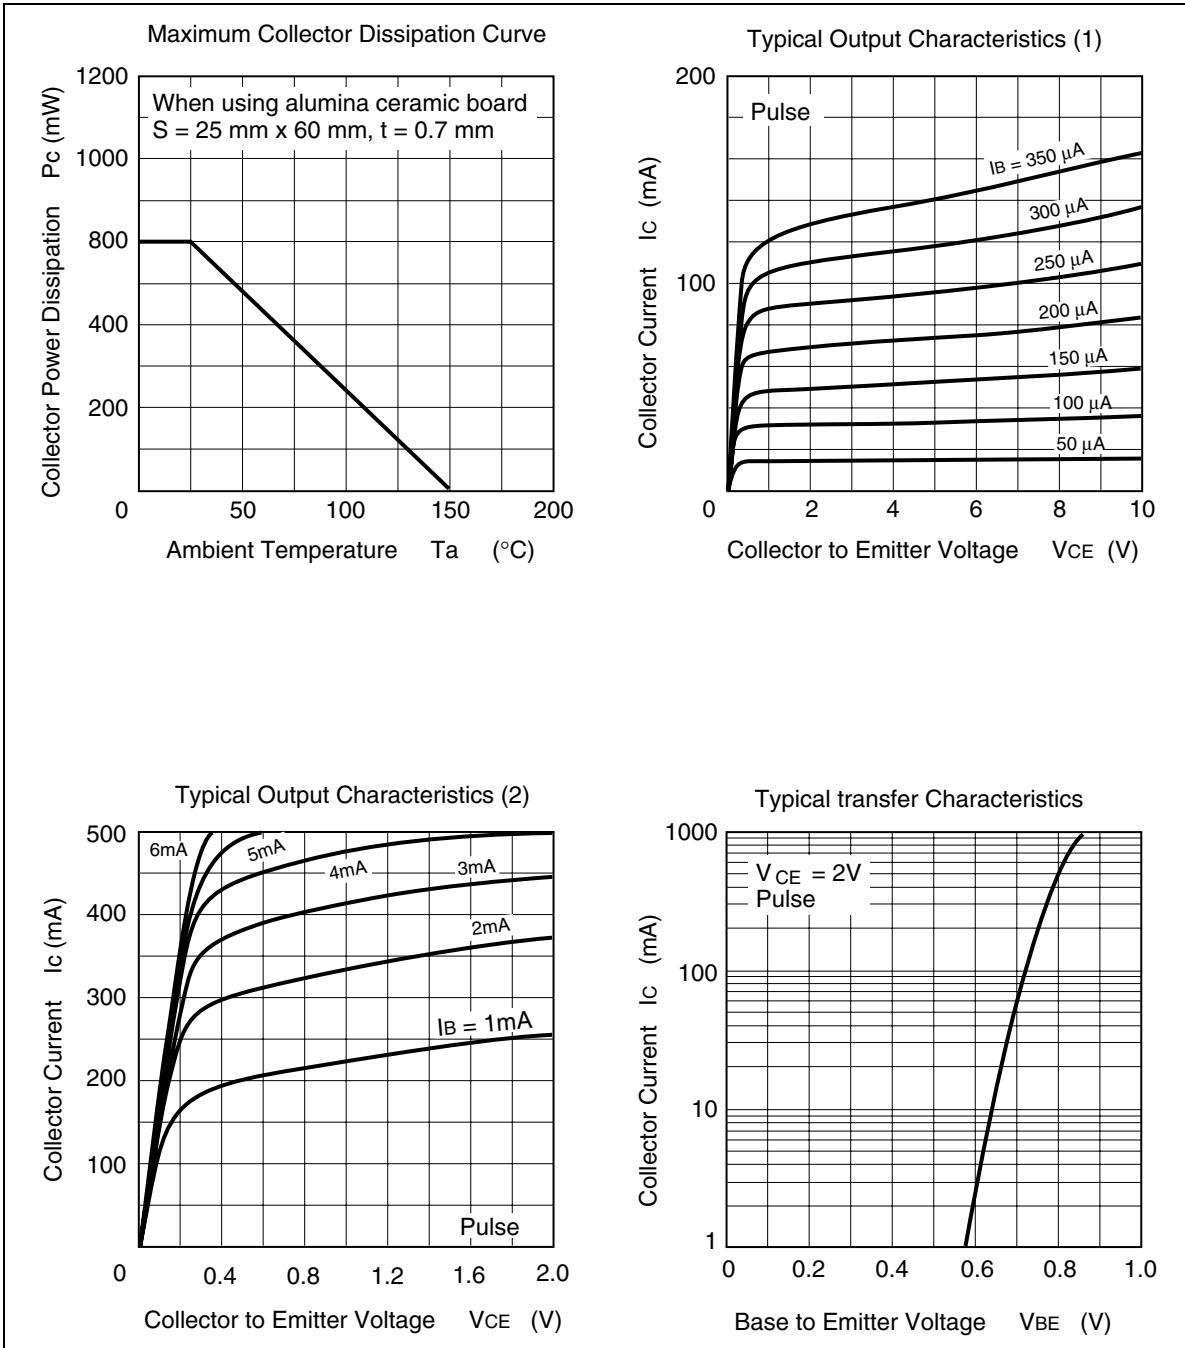 Maximum Collector Dissipation Curve
1200
1000
800
400
200
0
50
100
150
200
When using alumina ceramic board
S = 25 mm x 60 mm, t = 0.7 mm
Collector Power Dissipation Pc (mW)
Ambient Temperature Ta (°C)
Typical Output Characteristics (1)
200
100
0
2
4
6
8
10
Pulse
IB = 350 μA
300 μA
250 μA
200 μA
150 μA
100 μA
50 μA
Collector Current IC (mA)
Collector to Emitter Voltage VCE (V)
Typical Output Characteristics (2)
500
400
300
200
100
0
0.4
0.8
1.2
1.6
2.0
6mA
5mA
4mA
3mA
2mA
IB = 1mA
Pulse
Collector Current Ic (mA)
Collector to Emitter Voltage VCE (V)
Typical transfer Characteristics
1000
100
10
1
0
0.2
0.4
0.6
0.8
1.0
V CE = 2V
Pulse
Collector Current IC (mA)
Base to Emitter Voltage VBE (V)